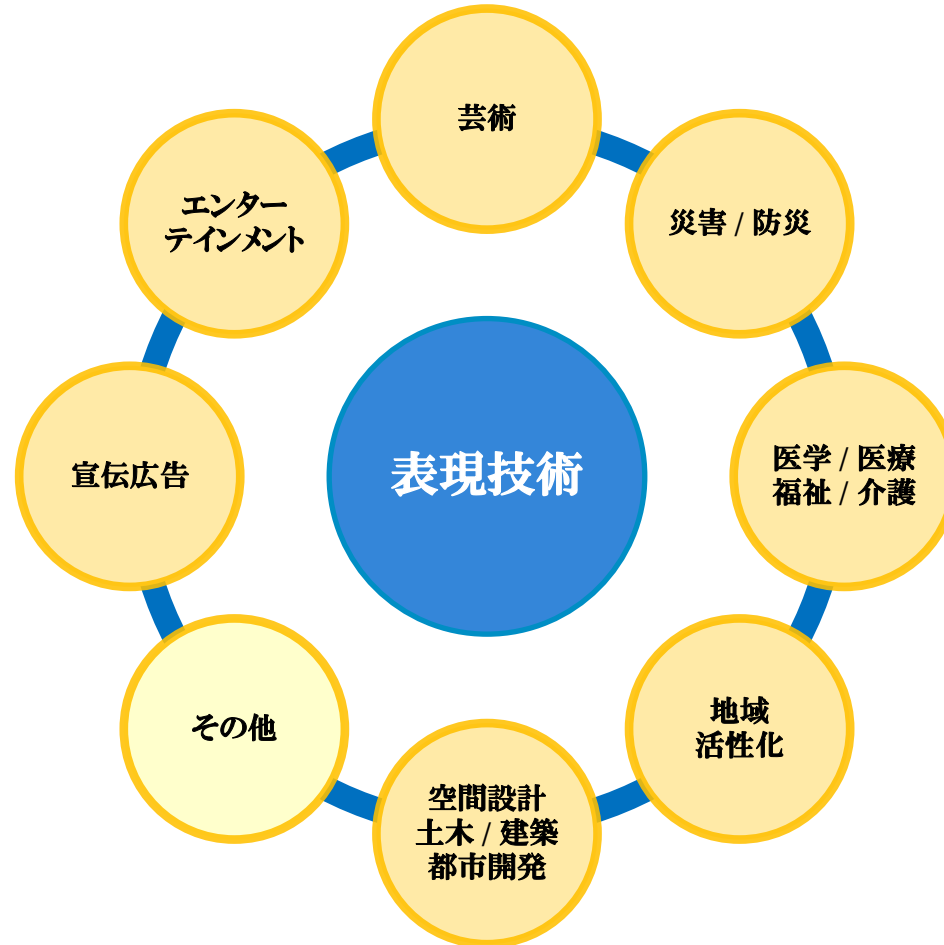 芸術
災害 / 防災
医学 / 医療
福祉 / 介護
地域
活性化
空間設計
土木 / 建築
都市開発
その他
宣伝広告
エンター
テインメント
表現技術